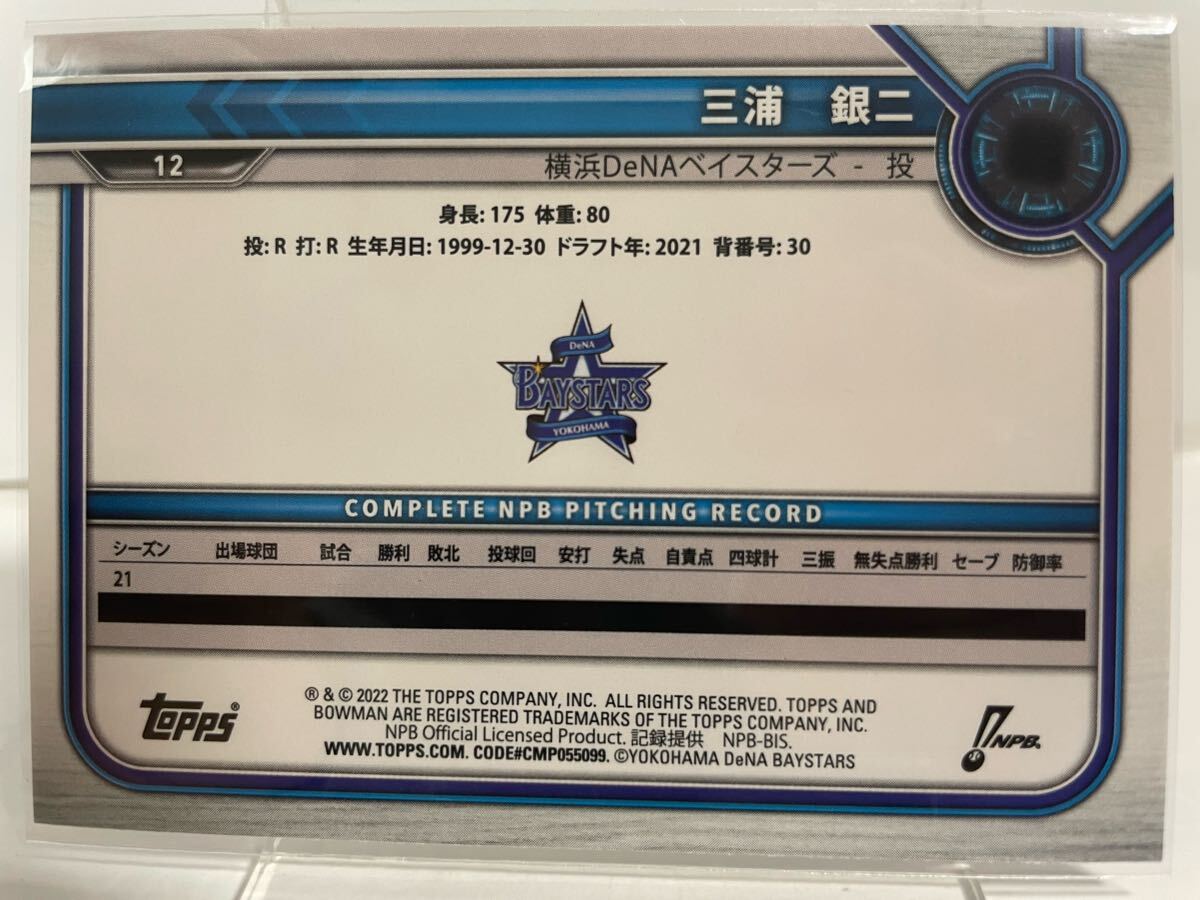 三浦　銀二
12
横浜DeNAベイスターズ - 投
身長: 175 体重: 80
投: R 打: R 生年月日: 1999-12-30 ドラフト年: 2021 背番号: 30
DeNA
BAYSTARS
YOKOHAMA
COMPLETE NPB PITCHING RECORD
シーズン 出場球団 試合 勝利 敗北 投球回 安打 失点 自責点 四球計 三振 無失点勝利 セーブ 防御率
21
topps®
® & © 2022 THE TOPPS COMPANY, INC. ALL RIGHTS RESERVED. TOPPS AND
BOWMAN ARE REGISTERED TRADEMARKS OF THE TOPPS COMPANY, INC.
NPB Official Licensed Product. 記録提供 NPB-BIS.
WWW.TOPPS.COM. CODE#CMP055099. ©YOKOHAMA DeNA BAYSTARS
NPB.